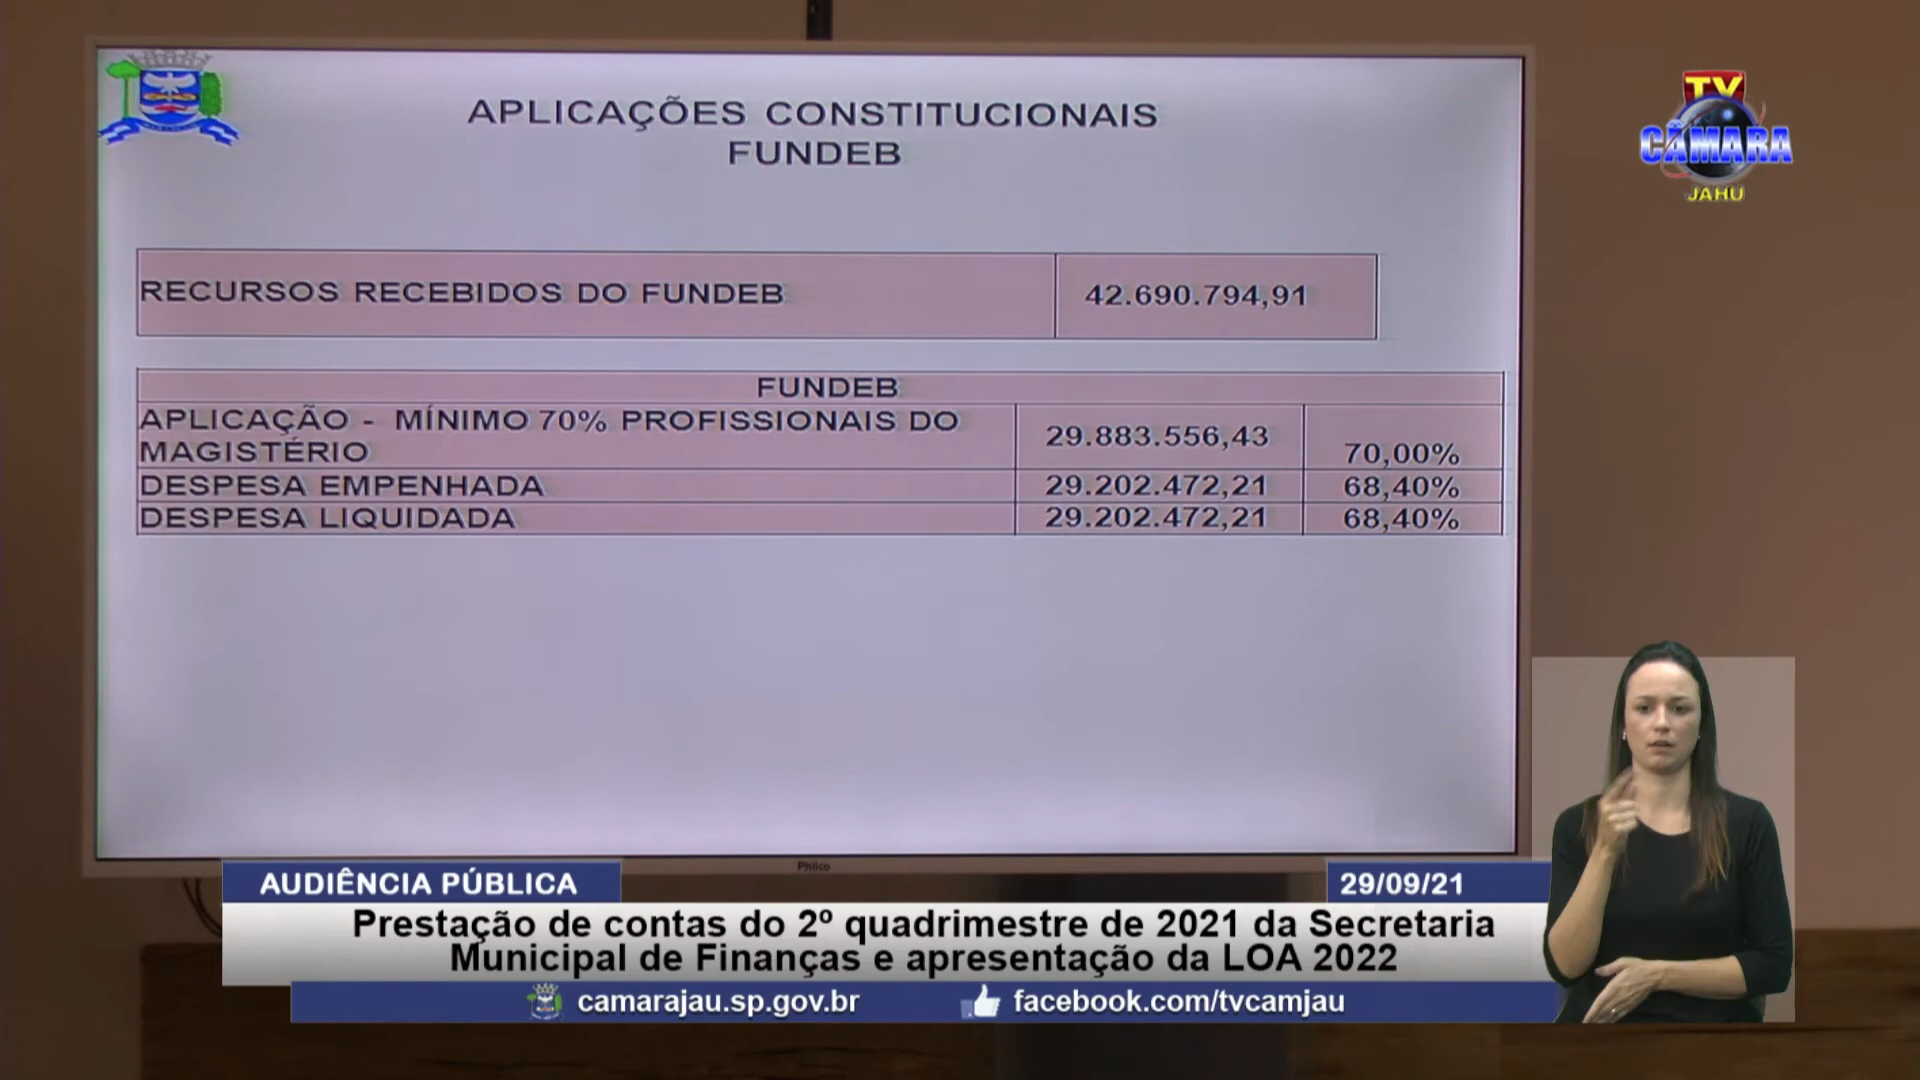 APLICAÇÕES CONSTITUCIONAIS
FUNDEB
TV
CÂMARA
JAHU
RECURSOS RECEBIDOS DO FUNDEB 42.690.794,91
FUNDEB
APLICAÇÃO - MÍNIMO 70% PROFISSIONAIS DO
MAGISTÉRIO 29.883.556,43 70,00%
DESPESA EMPENHADA 29.202.472,21 68,40%
DESPESA LIQUIDADA 29.202.472,21 68,40%
Philco
AUDIÊNCIA PÚBLICA 29/09/21
Prestação de contas do 2º quadrimestre de 2021 da Secretaria
Municipal de Finanças e apresentação da LOA 2022
camarajau.sp.gov.br facebook.com/tvcamjau